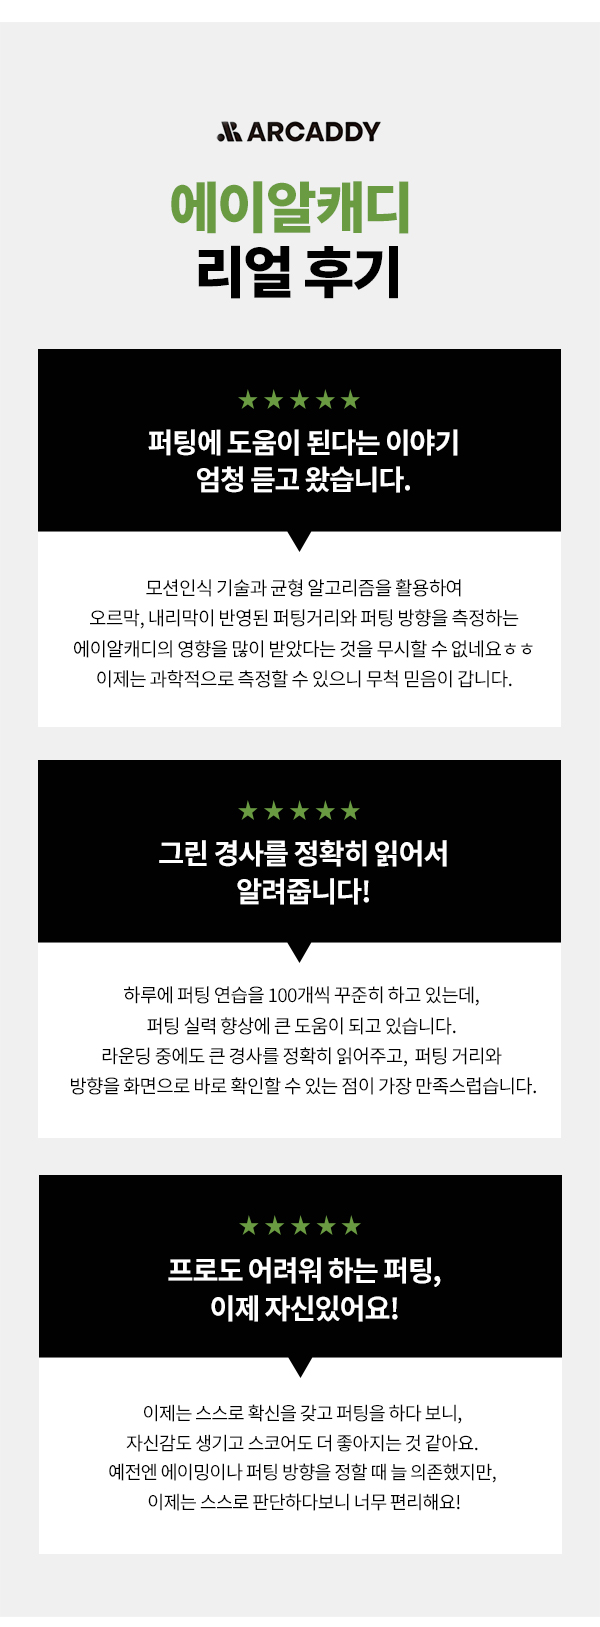 ARCADDY
에이알캐디
리얼 후기
★★★★★
퍼팅에 도움이 된다는 이야기
엄청 듣고 왔습니다.
모션인식 기술과 균형 알고리즘을 활용하여
오르막, 내리막이 반영된 퍼팅거리와 퍼팅 방향을 측정하는
에이알캐디의 영향을 많이 받았다는 것을 무시할 수 없네요ㅎㅎ
이제는 과학적으로 측정할 수 있으니 무척 믿음이 갑니다.
★★★★★
그린 경사를 정확히 읽어서
알려줍니다!
하루에 퍼팅 연습을 100개씩 꾸준히 하고 있는데,
퍼팅 실력 향상에 큰 도움이 되고 있습니다.
라운딩 중에도 큰 경사를 정확히 읽어주고, 퍼팅 거리와
방향을 화면으로 바로 확인할 수 있는 점이 가장 만족스럽습니다.
★★★★★
프로도 어려워 하는 퍼팅,
이제 자신있어요!
이제는 스스로 확신을 갖고 퍼팅을 하다 보니,
자신감도 생기고 스코어도 더 좋아지는 것 같아요.
예전엔 에이밍이나 퍼팅 방향을 정할 때 늘 의존했지만,
이제는 스스로 판단하다보니 너무 편리해요!